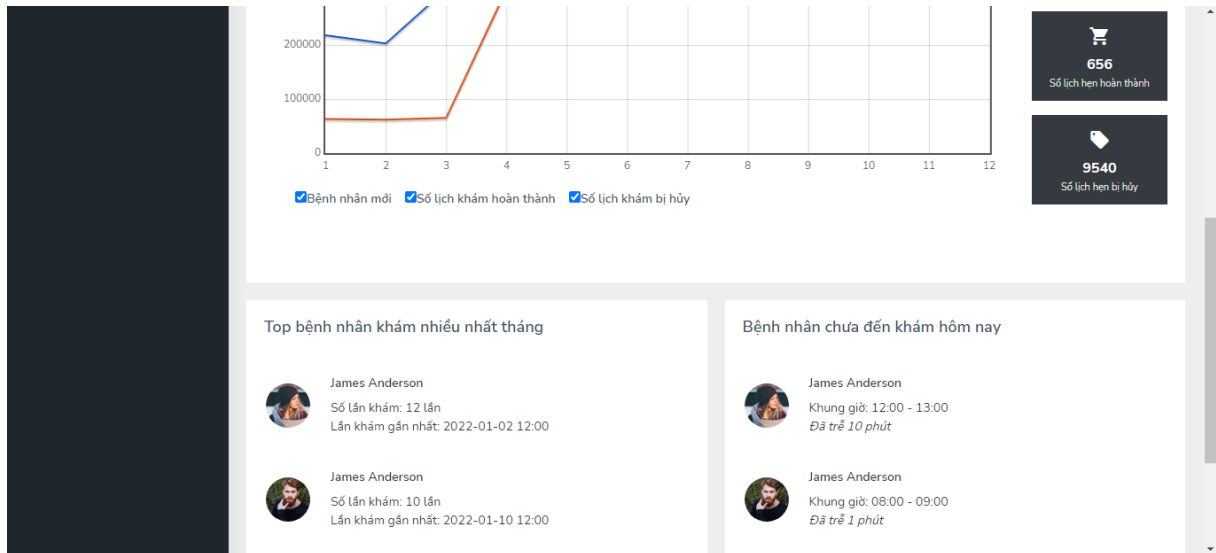 200000
100000
0
1 2 3 4 5 6 7 8 9 10 11 12
Bệnh nhân mới Số lịch khám hoàn thành Số lịch khám bị hủy
656
Số lịch hẹn hoàn thành
9540
Số lịch hẹn bị hủy
Top bệnh nhân khám nhiều nhất tháng
James Anderson
Số lần khám: 12 lần
Lần khám gần nhất: 2022-01-02 12:00
James Anderson
Số lần khám: 10 lần
Lần khám gần nhất: 2022-01-10 12:00
Bệnh nhân chưa đến khám hôm nay
James Anderson
Khung giờ: 12:00 - 13:00
Đã trễ 10 phút
James Anderson
Khung giờ: 08:00 - 09:00
Đã trễ 1 phút